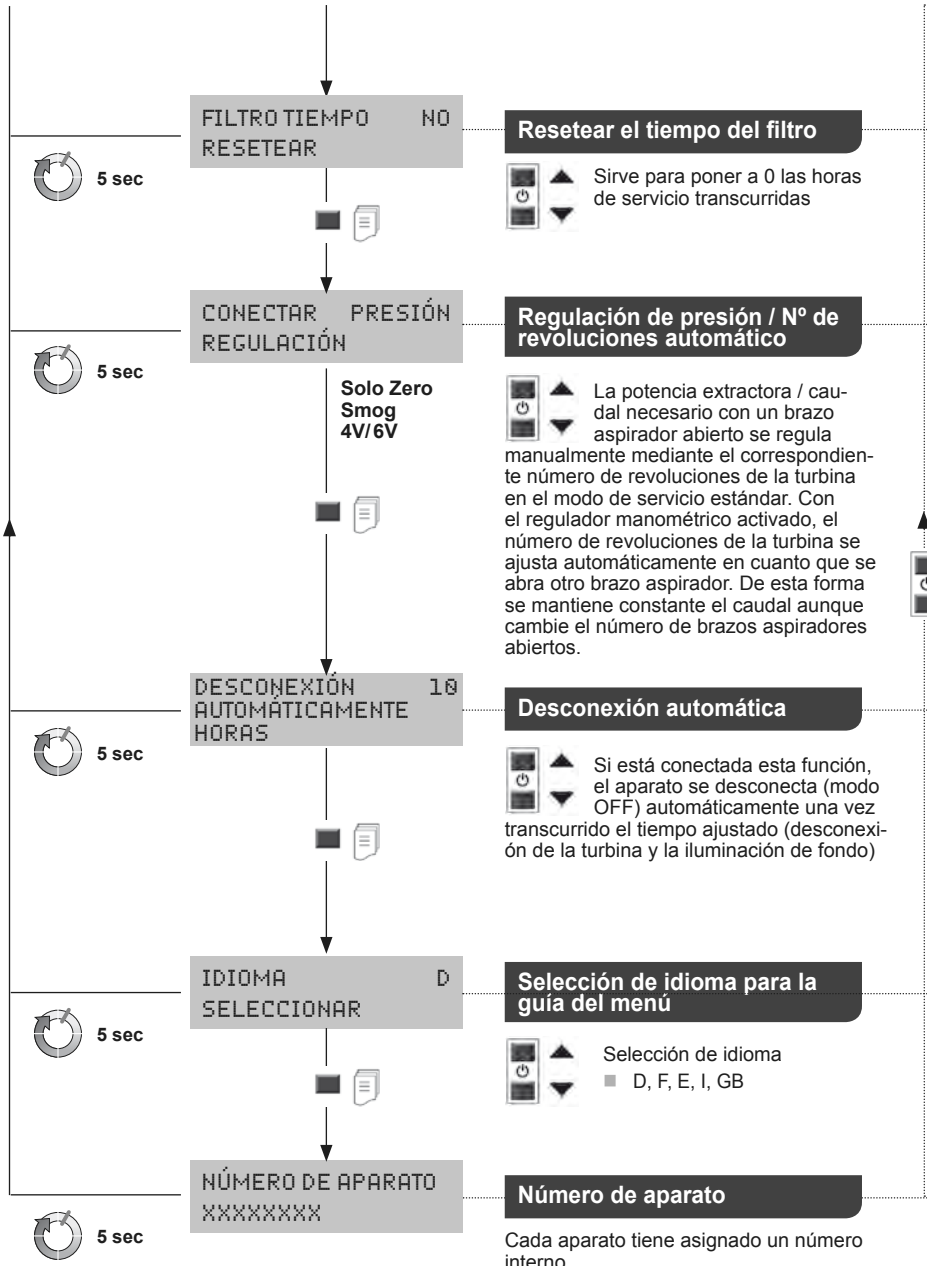 FILTRO TIEMPO NO
RESETEAR
5 sec
Resetear el tiempo del filtro
Sirve para poner a 0 las horas
de servicio transcurridas
CONECTAR PRESIÓN
REGULACIÓN
5 sec
Solo Zero
Smog
4V/6V
Regulación de presión / Nº de
revoluciones automático
La potencia extractora / cau-
dal necesario con un brazo
aspirador abierto se regula
manualmente mediante el correspondien-
te número de revoluciones de la turbina
en el modo de servicio estándar. Con
el regulador manométrico activado, el
número de revoluciones de la turbina se
ajusta automáticamente en cuanto que se
abra otro brazo aspirador. De esta forma
se mantiene constante el caudal aunque
cambie el número de brazos aspiradores
abiertos.
DESCONEXIÓN 10
AUTOMÁTICAMENTE
HORAS
5 sec
Desconexión automática
Si está conectada esta función,
el aparato se desconecta (modo
OFF) automáticamente una vez
transcurrido el tiempo ajustado (desconexi-
ón de la turbina y la iluminación de fondo)
IDIOMA D
SELECCIONAR
5 sec
Selección de idioma para la
guía del menú
Selección de idioma
D, F, E, I, GB
NÚMERO DE APARATO
XXXXXXXX
5 sec
Número de aparato
Cada aparato tiene asignado un número
interno